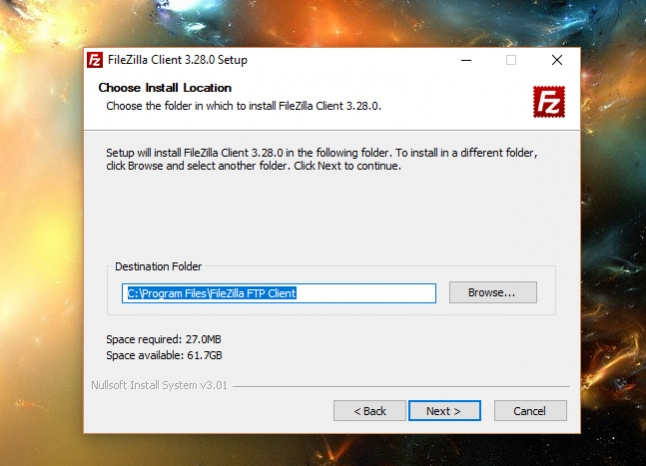 Fz FileZilla Client 3.28.0 Setup
Choose Install Location
Choose the folder in which to install FileZilla Client 3.28.0.
Fz
Setup will install FileZilla Client 3.28.0 in the following folder. To install in a different folder,
click Browse and select another folder. Click Next to continue.
Destination Folder
C:\Program Files\FileZilla FTP Client
Browse...
Space required: 27.0MB
Space available: 61.7GB
Nullsoft Install System v3.01
< Back
Next >
Cancel